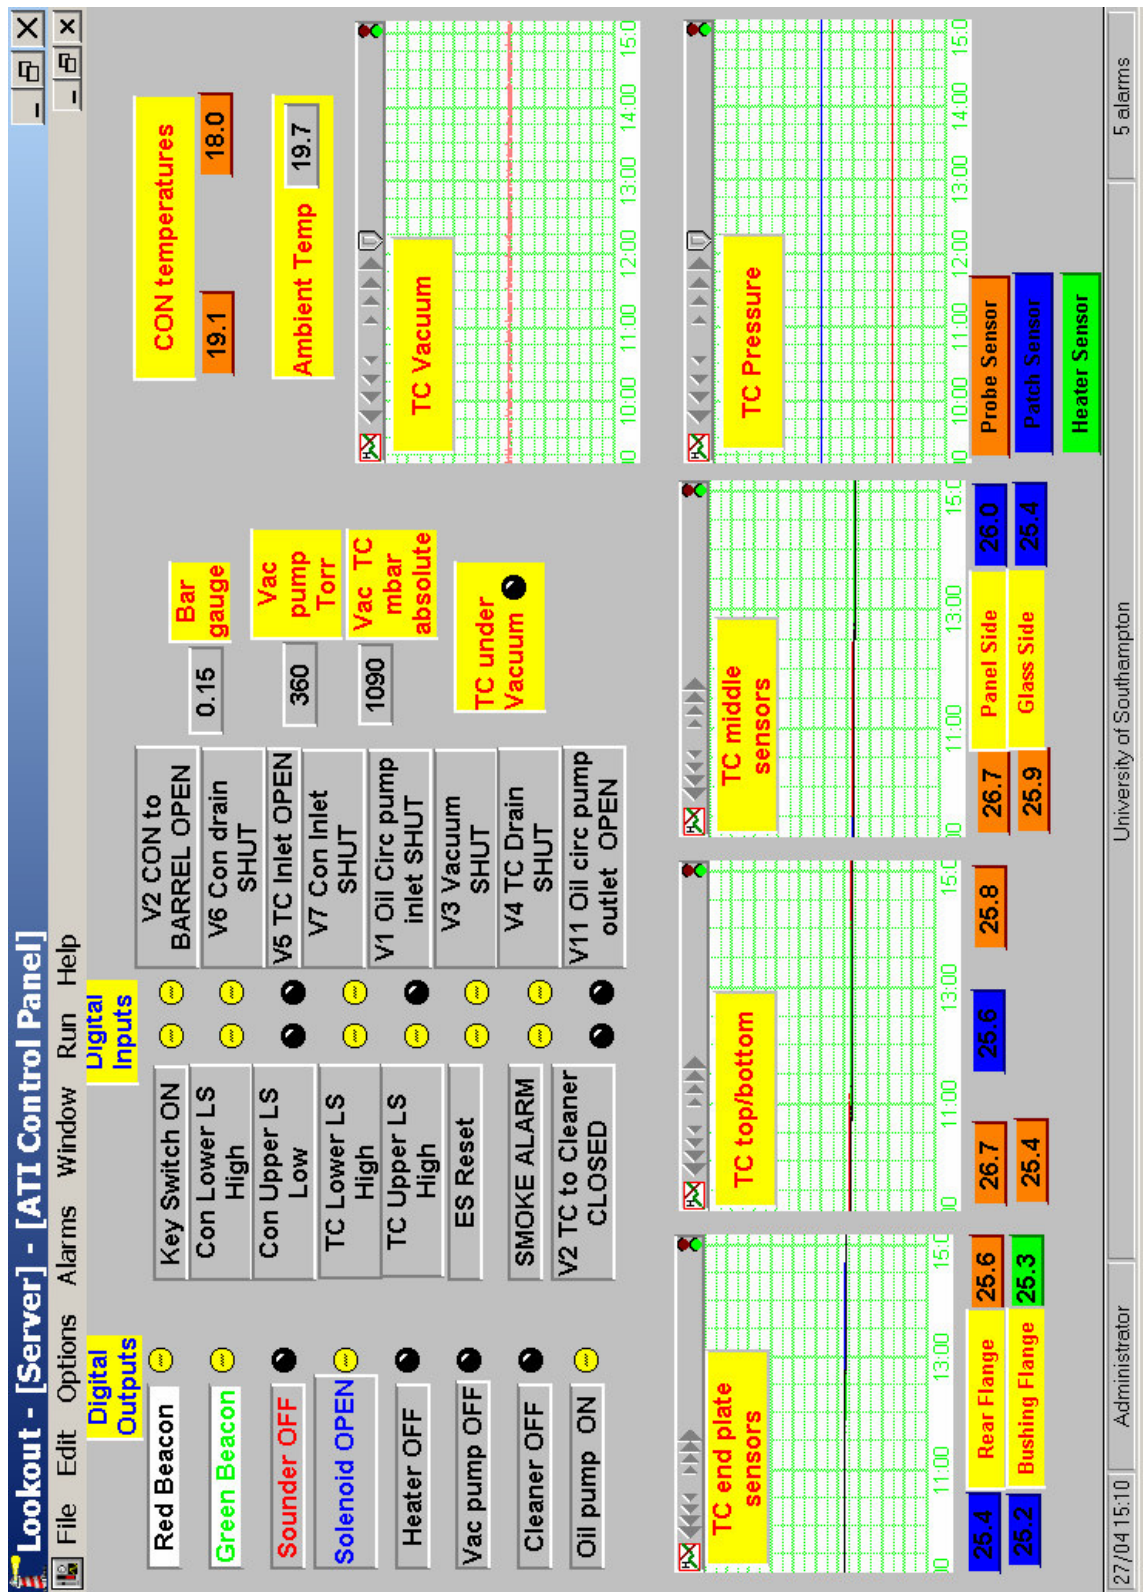 Lookout - [Server] - [ATI Control Panel]
File Edit Options Alarms Window Run Help
Digital
Outputs
Red Beacon
Green Beacon
Sounder OFF
Solenoid OPEN
Heater OFF
Vac pump OFF
Cleaner OFF
Oil pump ON
Digital
Inputs
Key Switch ON
Con Lower LS
High
Con Upper LS
Low
TC Lower LS
High
TC Upper LS
High
ES Reset
SMOKE ALARM
V2 TC to Cleaner
CLOSED
V2 CON to
BARREL OPEN
V6 Con drain
SHUT
V5 TC Inlet OPEN
V7 Con Inlet
SHUT
V1 Oil Circ pump
inlet SHUT
V3 Vacuum
SHUT
V4 TC Drain
SHUT
V11 Oil circ pump
outlet OPEN
0.15
Bar
gauge
360
Vac
pump
Torr
1090
Vac TC
mbar
absolute
TC under
Vacuum
CON temperatures
19.1 18.0
Ambient Temp 19.7
TC Vacuum
10:00 11:00 12:00 13:00 14:00 15:0
TC end plate
sensors
00 11:00 13:00 15:0
25.4 Rear Flange 25.6
25.2 Bushing Flange 25.3
TC top/bottom
00 11:00 13:00 15:0
26.7 25.6 25.8
25.4
TC middle
sensors
00 11:00 13:00 15:0
26.7 Panel Side 26.0
25.9 Glass Side 25.4
TC Pressure
10:00 11:00 12:00 13:00 14:00 15:0
Probe Sensor
Patch Sensor
Heater Sensor
27/04 15:10 Administrator University of Southampton 5 alarms